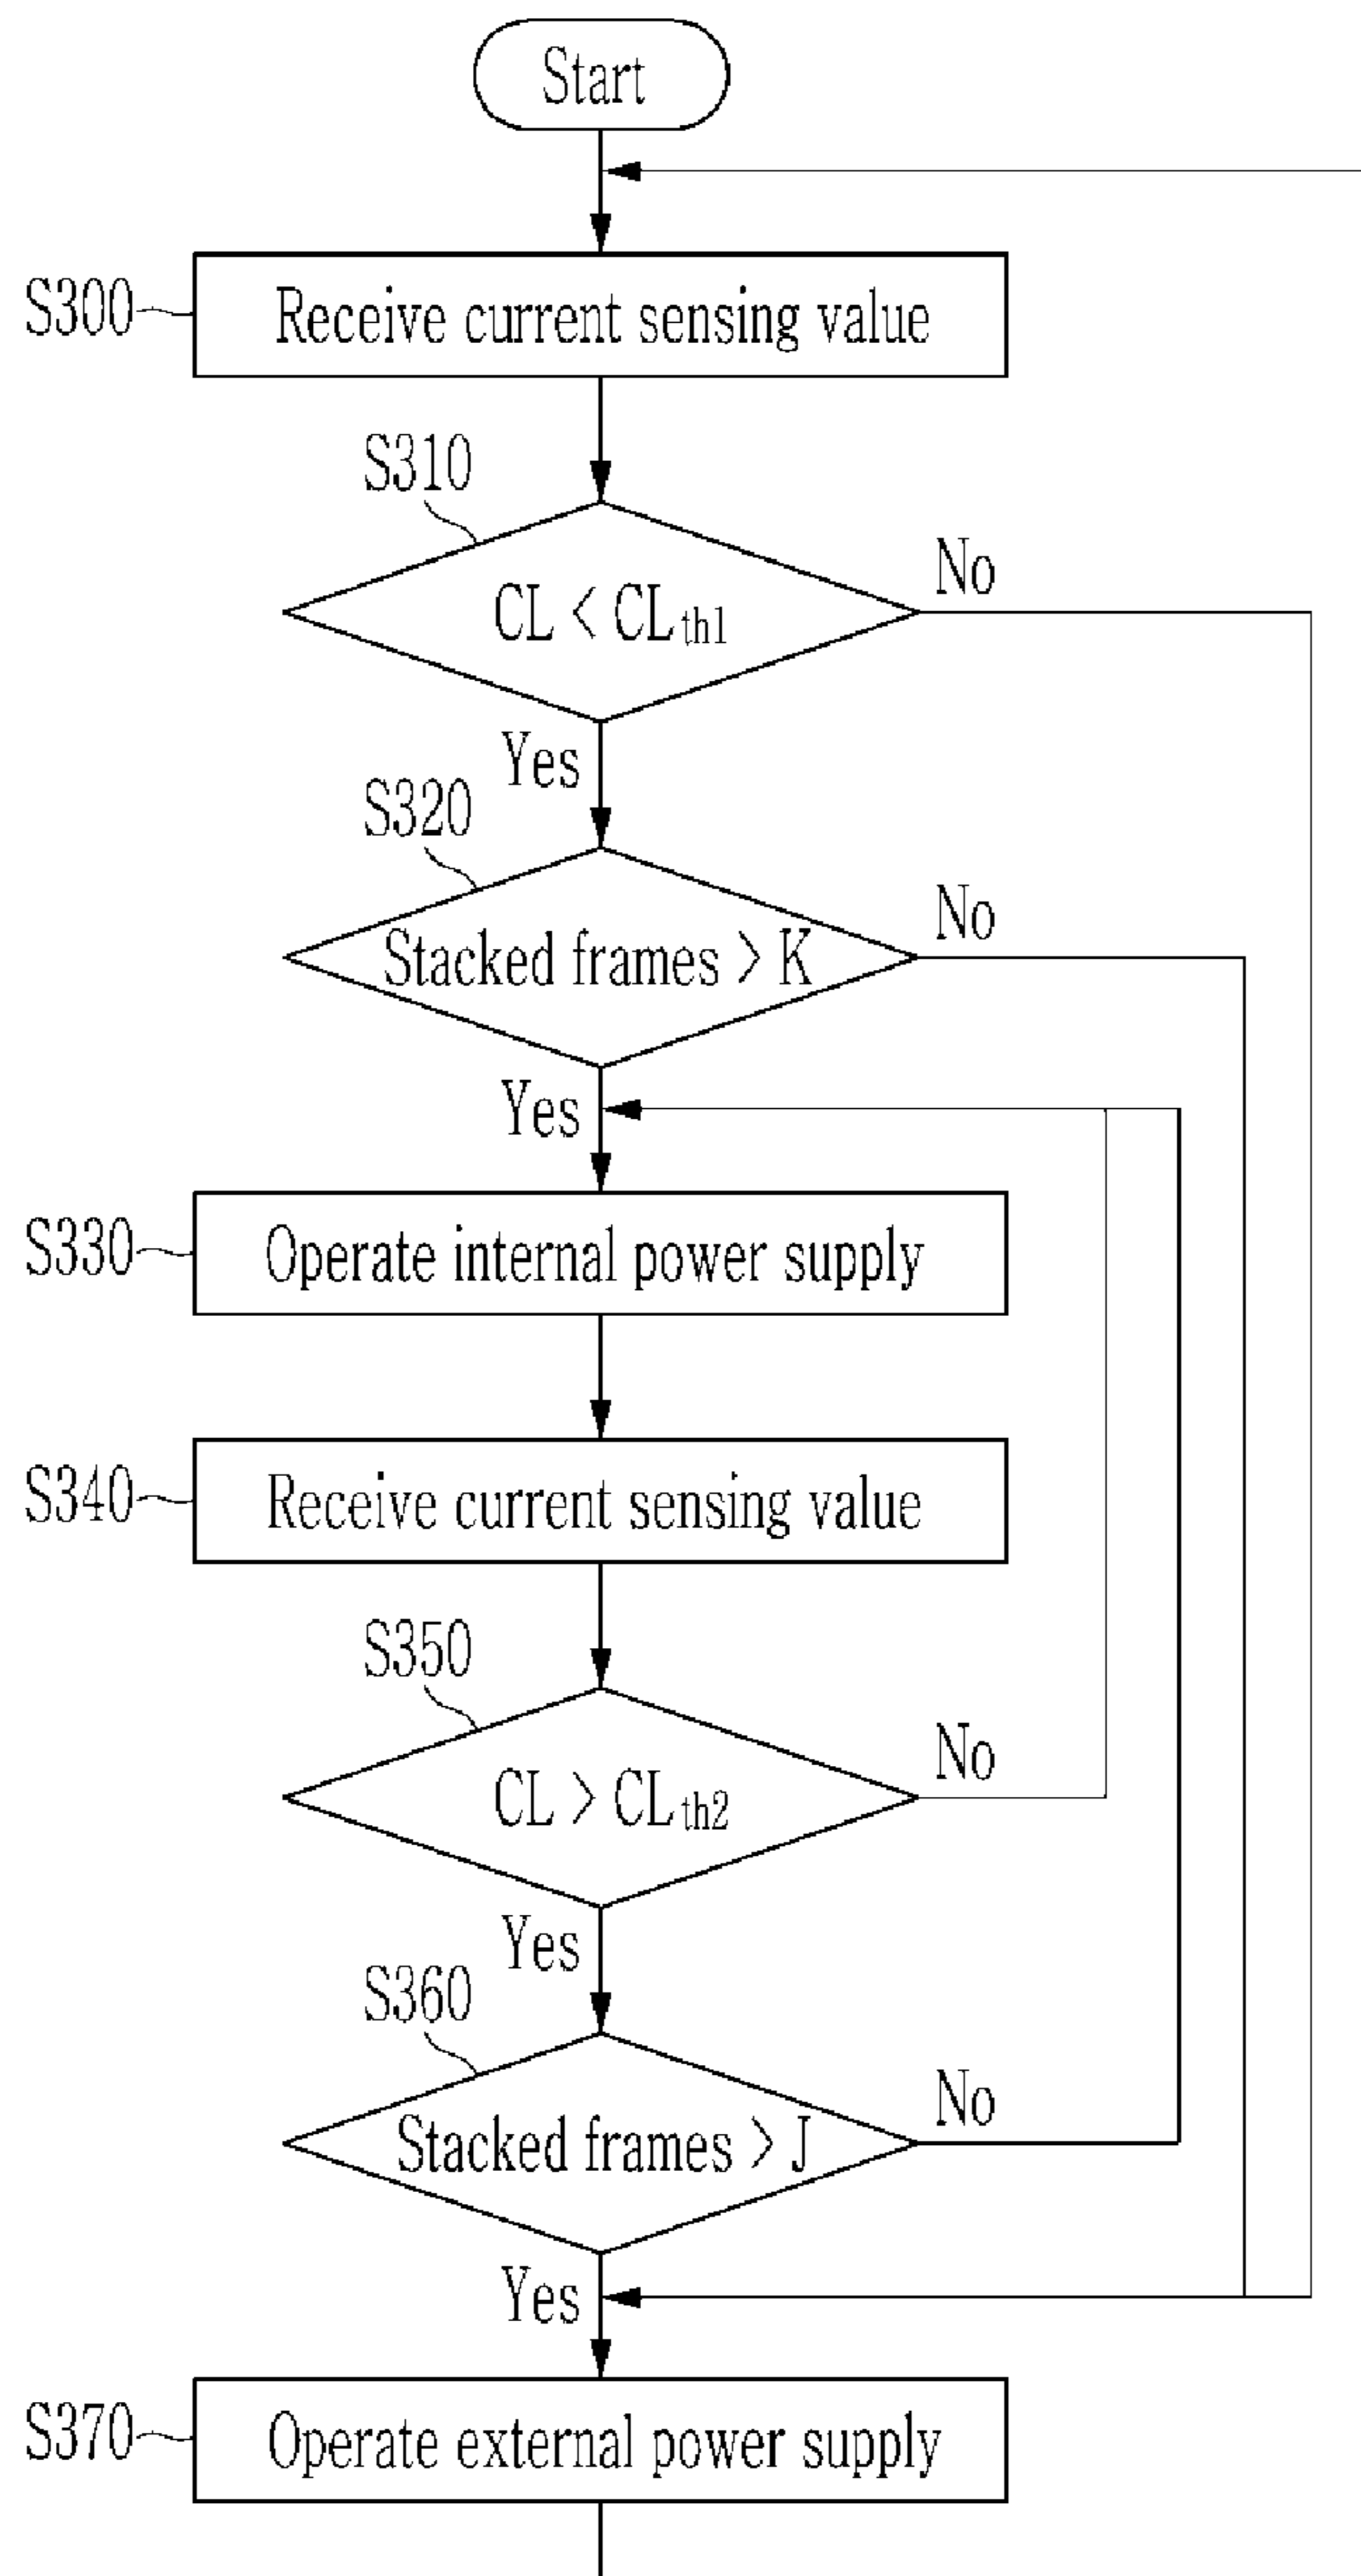 Start
S300
Receive current sensing value
S310
CL < CLth1
No
Yes
S320
Stacked frames > K
No
Yes
S330
Operate internal power supply
S340
Receive current sensing value
S350
CL > CLth2
No
Yes
S360
Stacked frames > J
No
Yes
S370
Operate external power supply